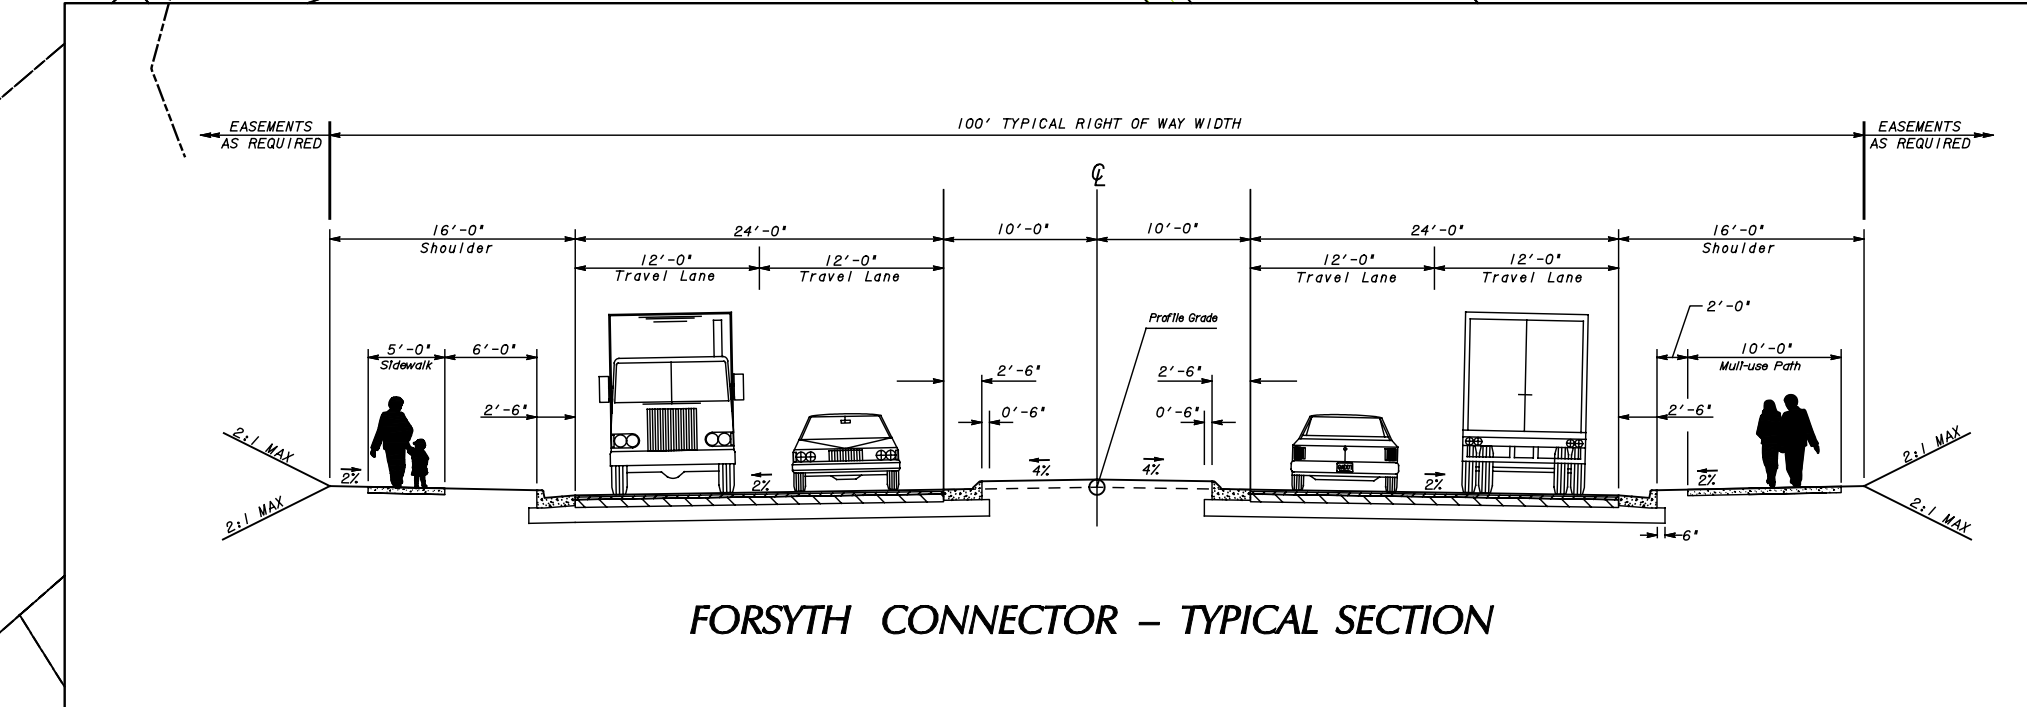 EASEMENTS
AS REQUIRED
100' TYPICAL RIGHT OF WAY WIDTH
EASEMENTS
AS REQUIRED
℄
16'-0"
Shoulder
24'-0"
10'-0"
10'-0"
24'-0"
16'-0"
Shoulder
12'-0"
Travel Lane
12'-0"
Travel Lane
12'-0"
Travel Lane
12'-0"
Travel Lane
2'-0"
Profile Grade
5'-0"
Sidewalk
6'-0"
10'-0"
Muli-use Path
2'-6"
2'-6"
2'-6"
0'-6"
0'-6"
2'-6"
2:1 MAX
2%
2%
4%
4%
2%
2%
2:1 MAX
2:1 MAX
2:1 MAX
6"
FORSYTH CONNECTOR – TYPICAL SECTION